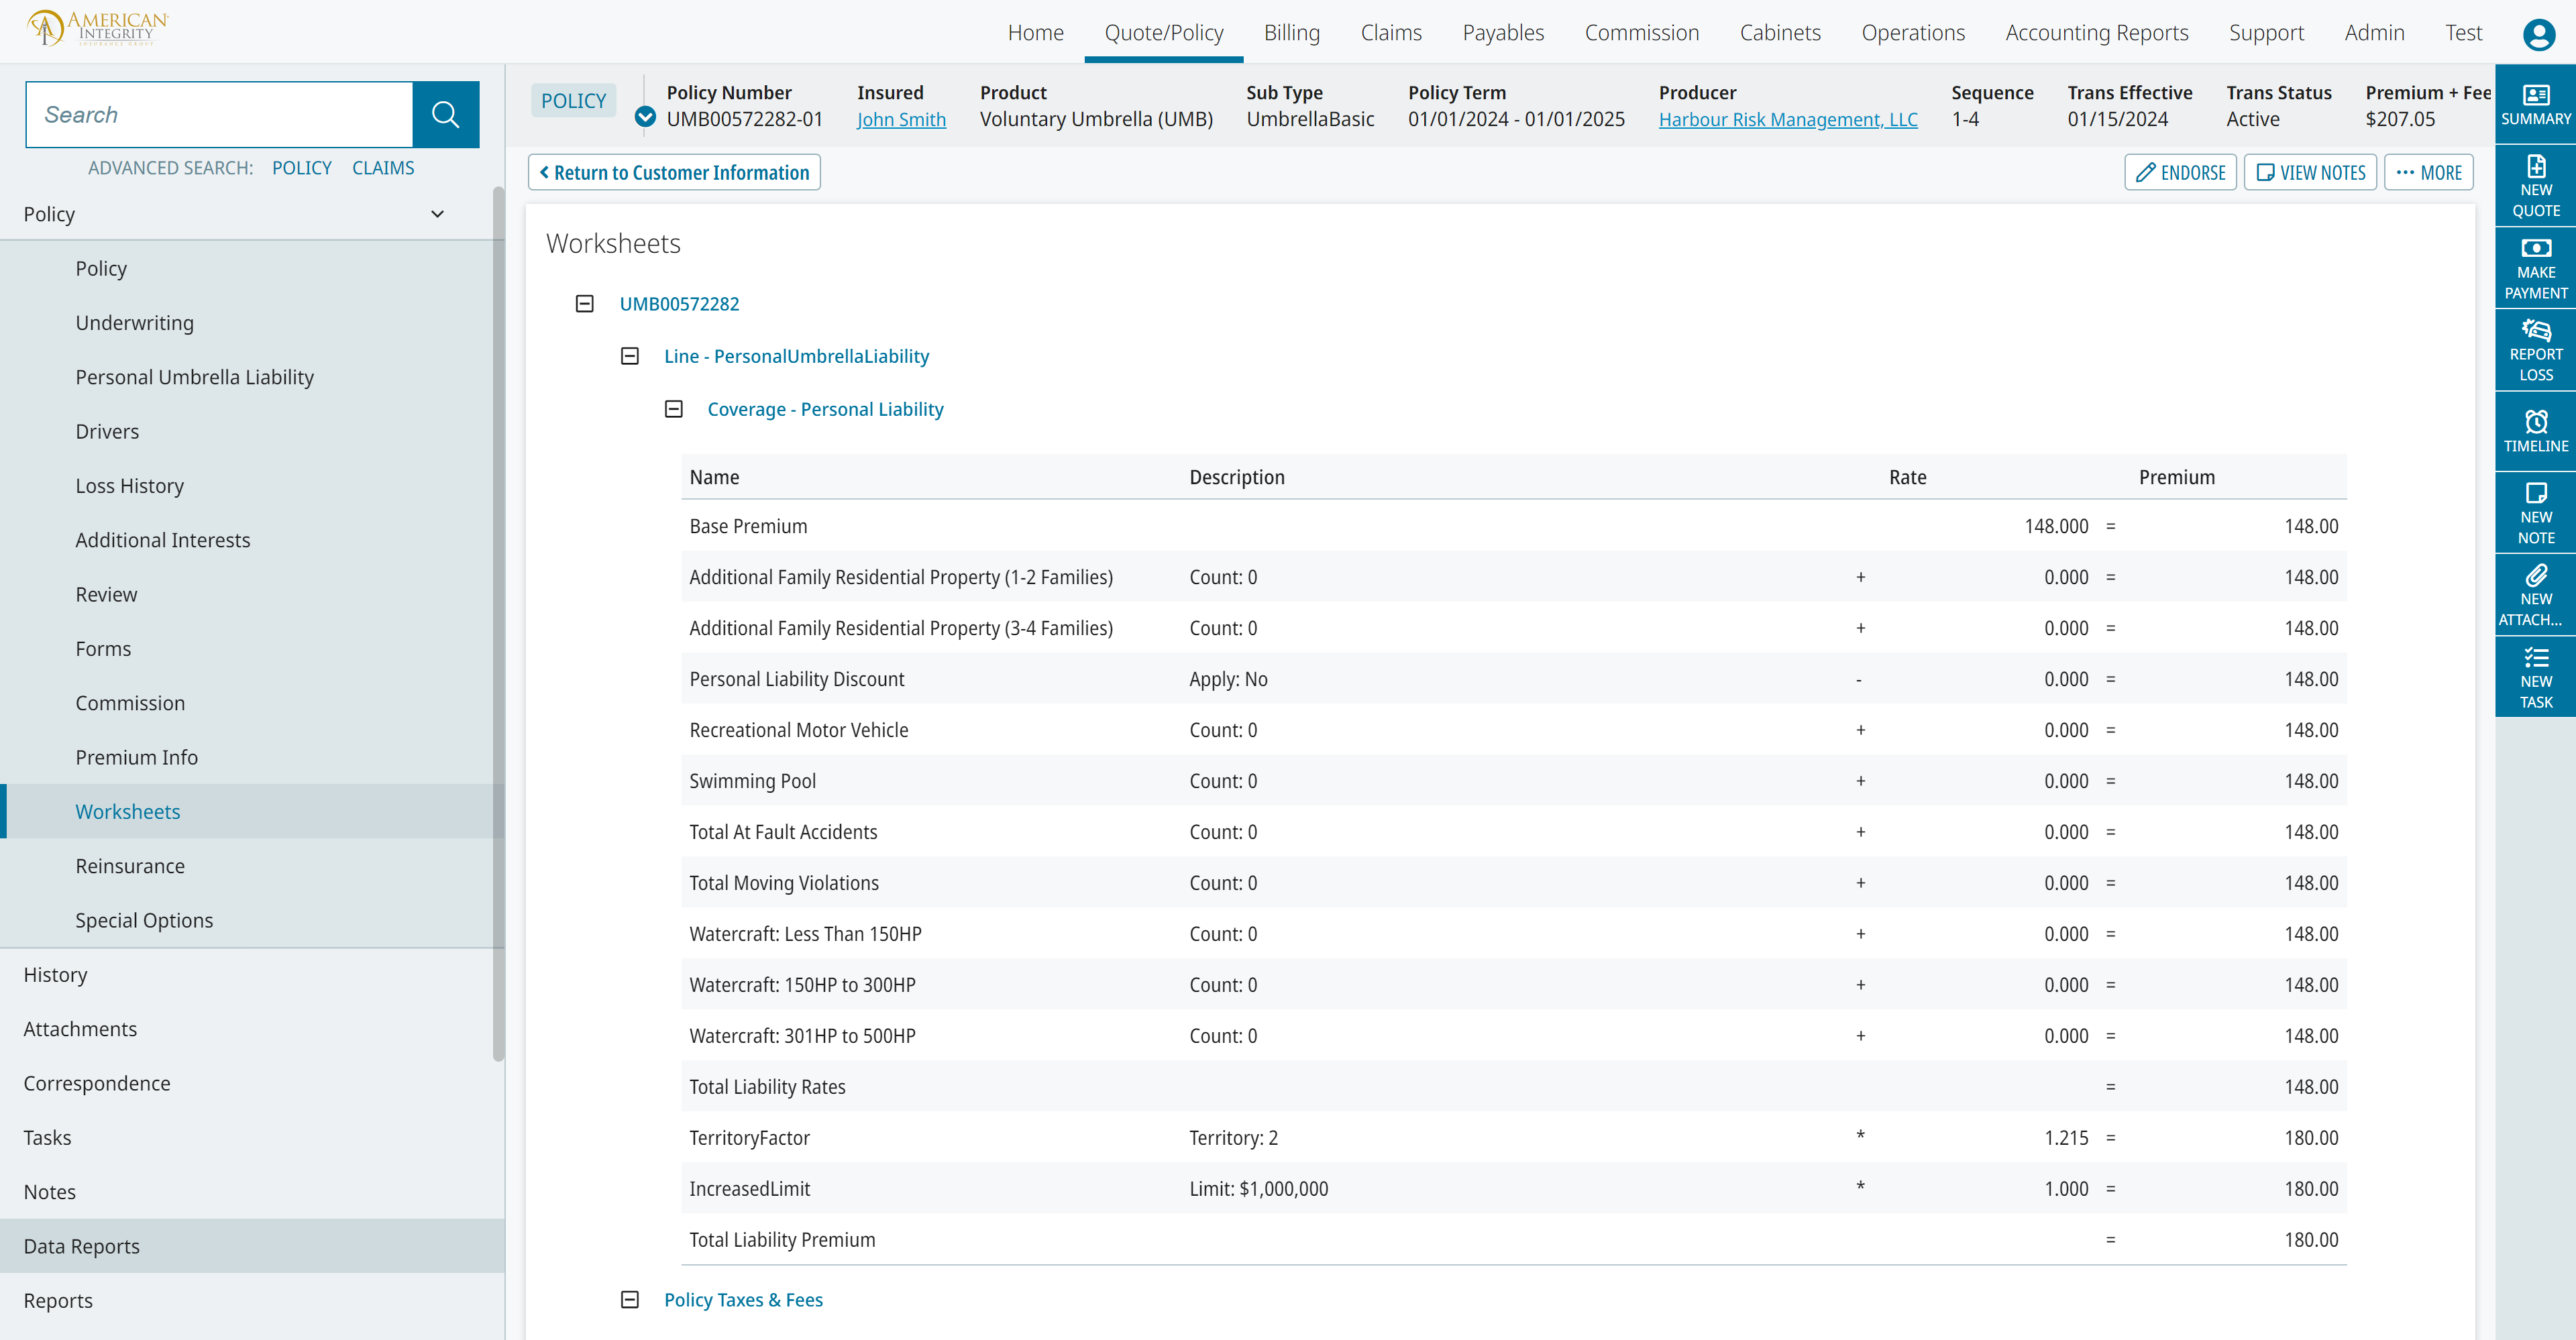 AMERICAN
INTEGRITY
INSURANCE GROUP
Home Quote/Policy Billing Claims Payables Commission Cabinets Operations Accounting Reports Support Admin Test
Search
ADVANCED SEARCH: POLICY CLAIMS
Policy
Policy
Underwriting
Personal Umbrella Liability
Drivers
Loss History
Additional Interests
Review
Forms
Commission
Premium Info
Worksheets
Reinsurance
Special Options
History
Attachments
Correspondence
Tasks
Notes
Data Reports
Reports
POLICY
Policy Number Insured Product Sub Type Policy Term Producer Sequence Trans Effective Trans Status Premium + Fee
UMB00572282-01 John Smith Voluntary Umbrella (UMB) UmbrellaBasic 01/01/2024 - 01/01/2025 Harbour Risk Management, LLC 1-4 01/15/2024 Active $207.05
Return to Customer Information
ENDORSE VIEW NOTES ... MORE
Worksheets
UMB00572282
Line - PersonalUmbrellaLiability
Coverage - Personal Liability
Name Description Rate Premium
Base Premium 148.000 = 148.00
Additional Family Residential Property (1-2 Families) Count: 0 + 0.000 = 148.00
Additional Family Residential Property (3-4 Families) Count: 0 + 0.000 = 148.00
Personal Liability Discount Apply: No - 0.000 = 148.00
Recreational Motor Vehicle Count: 0 + 0.000 = 148.00
Swimming Pool Count: 0 + 0.000 = 148.00
Total At Fault Accidents Count: 0 + 0.000 = 148.00
Total Moving Violations Count: 0 + 0.000 = 148.00
Watercraft: Less Than 150HP Count: 0 + 0.000 = 148.00
Watercraft: 150HP to 300HP Count: 0 + 0.000 = 148.00
Watercraft: 301HP to 500HP Count: 0 + 0.000 = 148.00
Total Liability Rates = 148.00
TerritoryFactor Territory: 2 * 1.215 = 180.00
IncreasedLimit Limit: $1,000,000 * 1.000 = 180.00
Total Liability Premium = 180.00
Policy Taxes & Fees
SUMMARY
NEW
QUOTE
MAKE
PAYMENT
REPORT
LOSS
TIMELINE
NEW
NOTE
NEW
ATTACH...
NEW
TASK